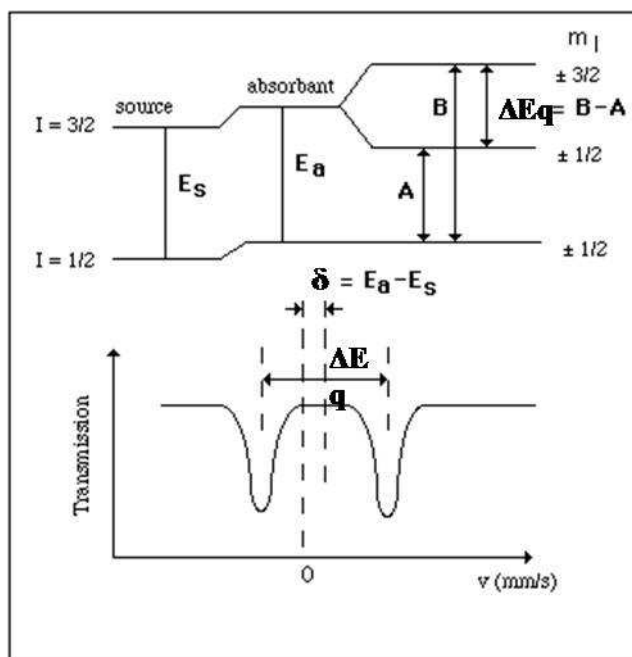 m I
± 3/2
absorbant
source
B
ΔEq = B-A
I = 3/2
± 1/2
E s
E a
A
I = 1/2
± 1/2
δ = E a - E s
ΔE
q
Transmission
0
v (mm/s)